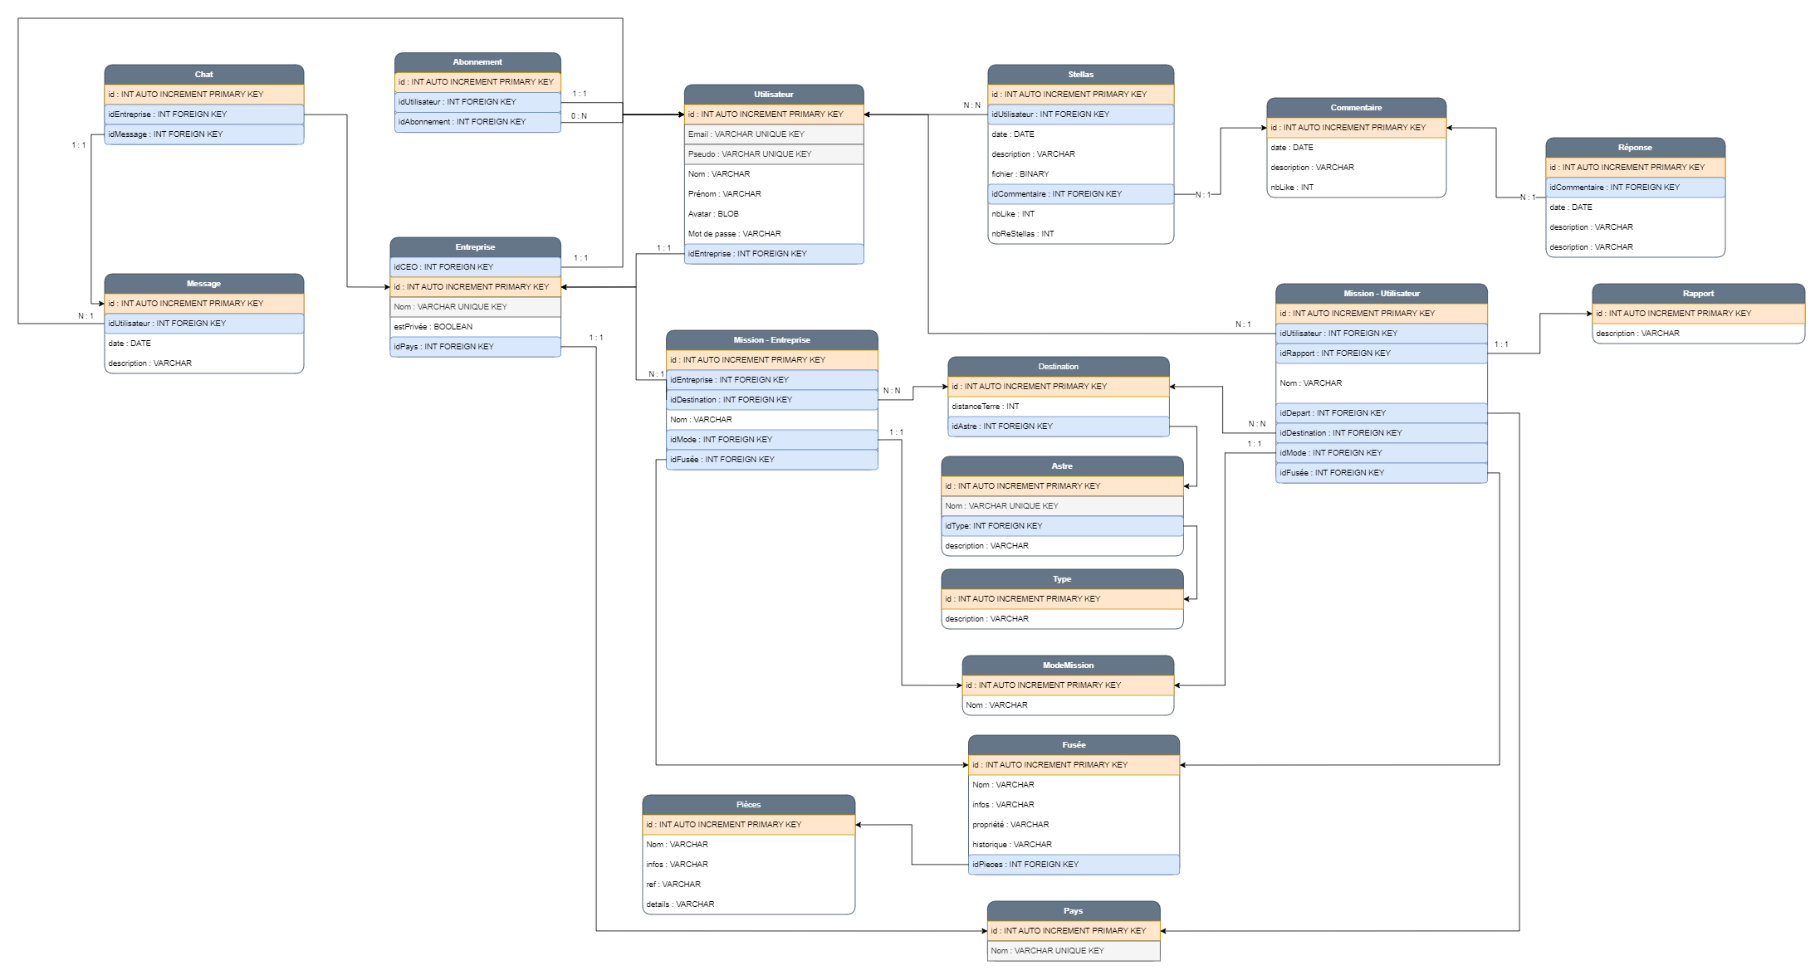 Chat
id : INT AUTO INCREMENT PRIMARY KEY
idEntreprise : INT FOREIGN KEY
idMessage : INT FOREIGN KEY
1 : 1
Message
id : INT AUTO INCREMENT PRIMARY KEY
N : 1
idUtilisateur : INT FOREIGN KEY
date : DATE
description : VARCHAR
Abonnement
id : INT AUTO INCREMENT PRIMARY KEY
idUtilisateur : INT FOREIGN KEY
1 : 1
idAbonnement : INT FOREIGN KEY
0 : N
Entreprise
idCEO : INT FOREIGN KEY
1 : 1
id : INT AUTO INCREMENT PRIMARY KEY
Nom : VARCHAR UNIQUE KEY
estPrivée : BOOLEAN
idPays : INT FOREIGN KEY
1 : 1
Utilisateur
id : INT AUTO INCREMENT PRIMARY KEY
Email : VARCHAR UNIQUE KEY
Pseudo : VARCHAR UNIQUE KEY
Nom : VARCHAR
Prénom : VARCHAR
Avatar : BLOB
Mot de passe : VARCHAR
1 : 1
idEntreprise : INT FOREIGN KEY
Mission - Entreprise
id : INT AUTO INCREMENT PRIMARY KEY
N : 1
idEntreprise : INT FOREIGN KEY
idDestination : INT FOREIGN KEY
N : N
Nom : VARCHAR
idMode : INT FOREIGN KEY
1 : 1
idFusée : INT FOREIGN KEY
Stellas
id : INT AUTO INCREMENT PRIMARY KEY
N : N
idUtilisateur : INT FOREIGN KEY
date : DATE
description : VARCHAR
fichier : BINARY
idCommentaire : INT FOREIGN KEY
N : 1
nbLike : INT
nbReStellas : INT
Commentaire
id : INT AUTO INCREMENT PRIMARY KEY
date : DATE
description : VARCHAR
nbLike : INT
Réponse
id : INT AUTO INCREMENT PRIMARY KEY
idCommentaire : INT FOREIGN KEY
N : 1
date : DATE
description : VARCHAR
description : VARCHAR
Mission - Utilisateur
id : INT AUTO INCREMENT PRIMARY KEY
N : 1
idUtilisateur : INT FOREIGN KEY
idRapport : INT FOREIGN KEY
1 : 1
Nom : VARCHAR
idDepart : INT FOREIGN KEY
N : N
idDestination : INT FOREIGN KEY
1 : 1
idMode : INT FOREIGN KEY
idFusée : INT FOREIGN KEY
Rapport
id : INT AUTO INCREMENT PRIMARY KEY
description : VARCHAR
Destination
id : INT AUTO INCREMENT PRIMARY KEY
distanceTerre : INT
idAstre : INT FOREIGN KEY
Astre
id : INT AUTO INCREMENT PRIMARY KEY
Nom : VARCHAR UNIQUE KEY
idType: INT FOREIGN KEY
description : VARCHAR
Type
id : INT AUTO INCREMENT PRIMARY KEY
description : VARCHAR
ModeMission
id : INT AUTO INCREMENT PRIMARY KEY
Nom : VARCHAR
Fusée
id : INT AUTO INCREMENT PRIMARY KEY
Nom : VARCHAR
infos : VARCHAR
propriété : VARCHAR
historique : VARCHAR
idPieces : INT FOREIGN KEY
Pièces
id : INT AUTO INCREMENT PRIMARY KEY
Nom : VARCHAR
infos : VARCHAR
ref : VARCHAR
details : VARCHAR
Pays
id : INT AUTO INCREMENT PRIMARY KEY
Nom : VARCHAR UNIQUE KEY